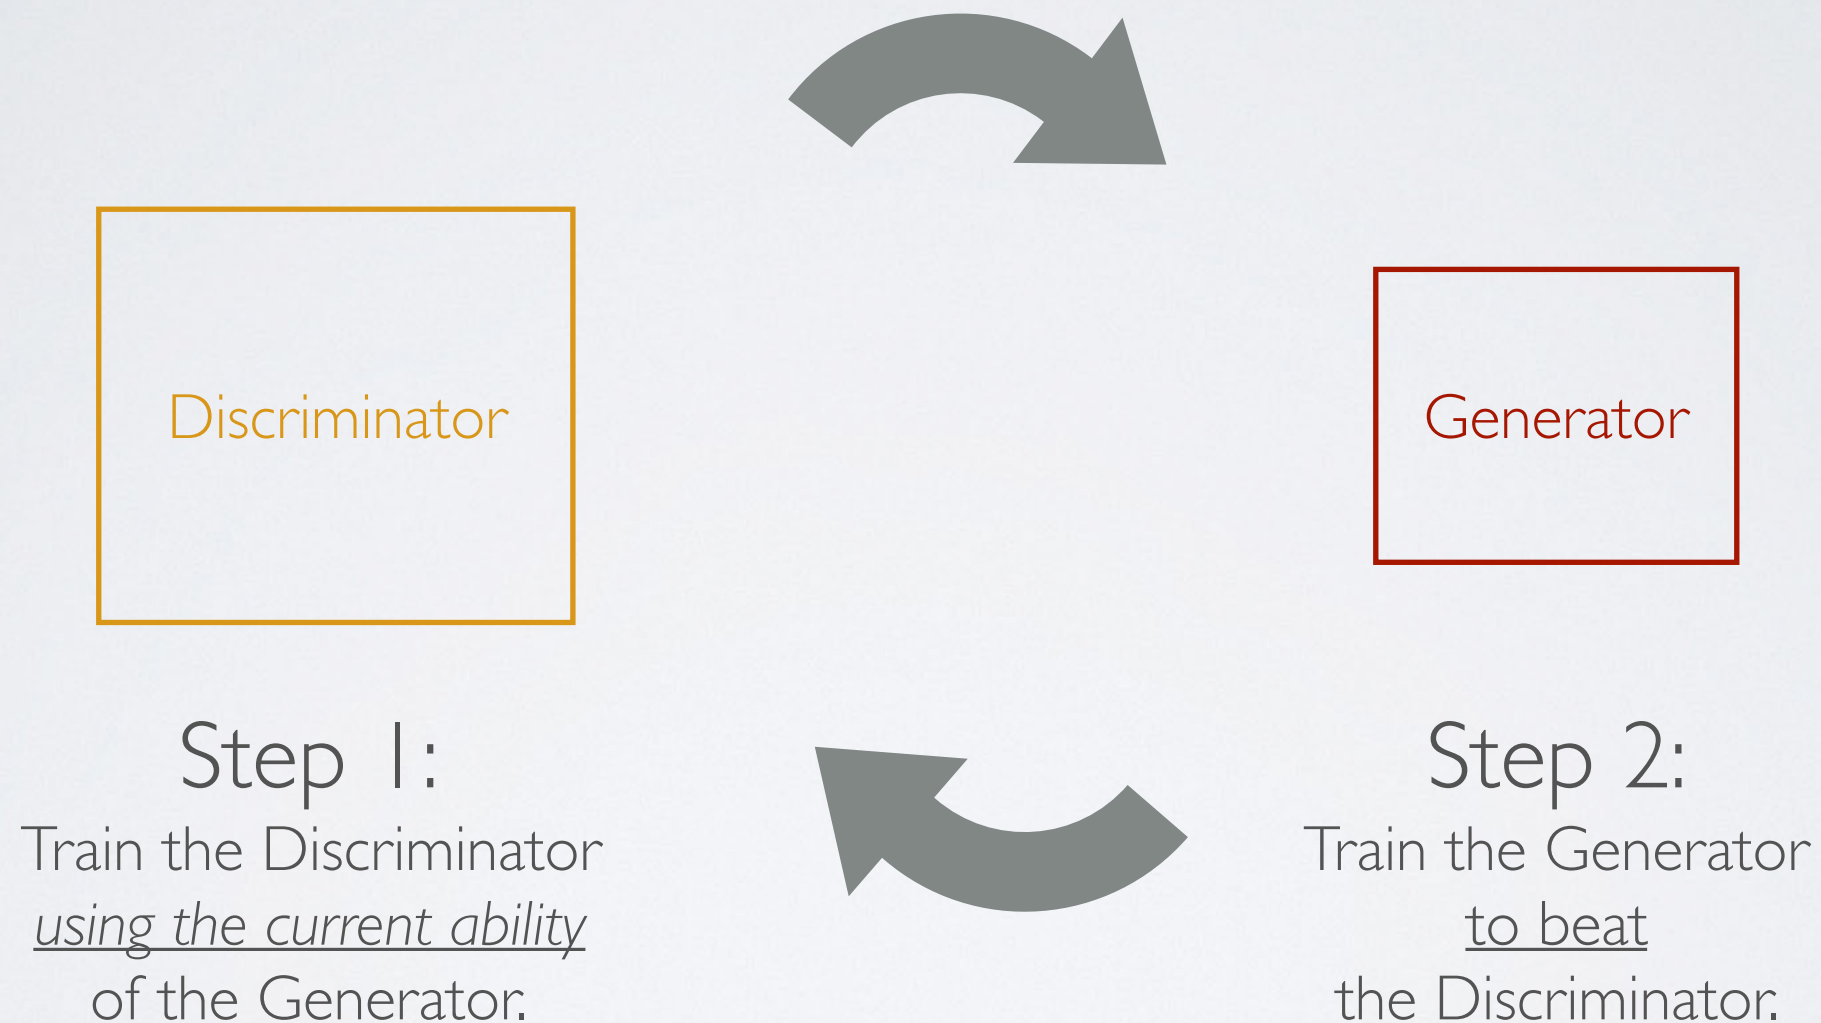 Discriminator
Generator
Step 1:
Train the Discriminator
using the current ability
of the Generator.
Step 2:
Train the Generator
to beat
the Discriminator.